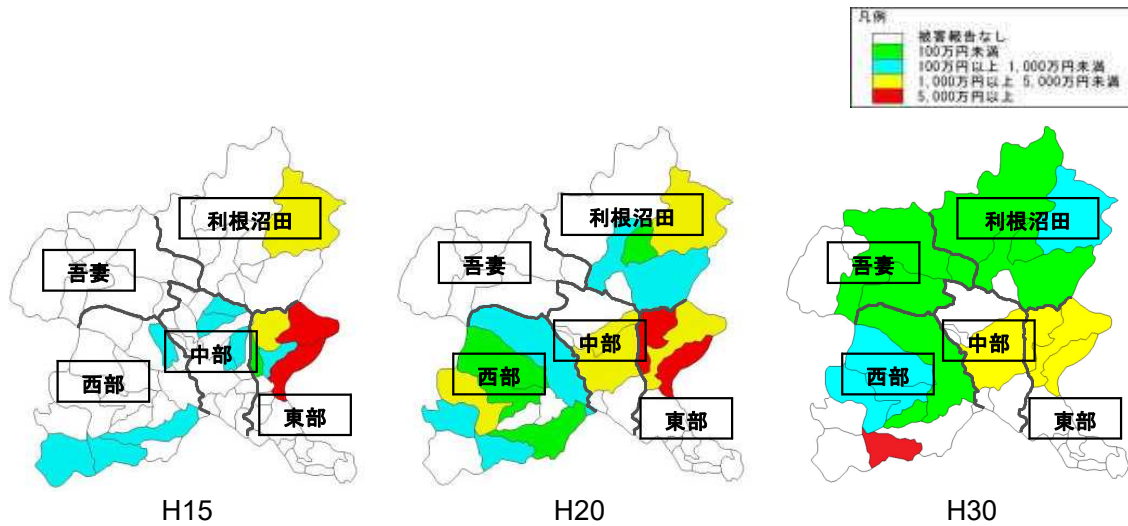 凡例
被害報告なし
100万円未満
100万円以上 1,000万円未満
1,000万円以上 5,000万円未満
5,000万円以上
利根沼田
吾妻
中部
西部
東部
H15
利根沼田
吾妻
中部
西部
東部
H20
利根沼田
吾妻
中部
西部
東部
H30